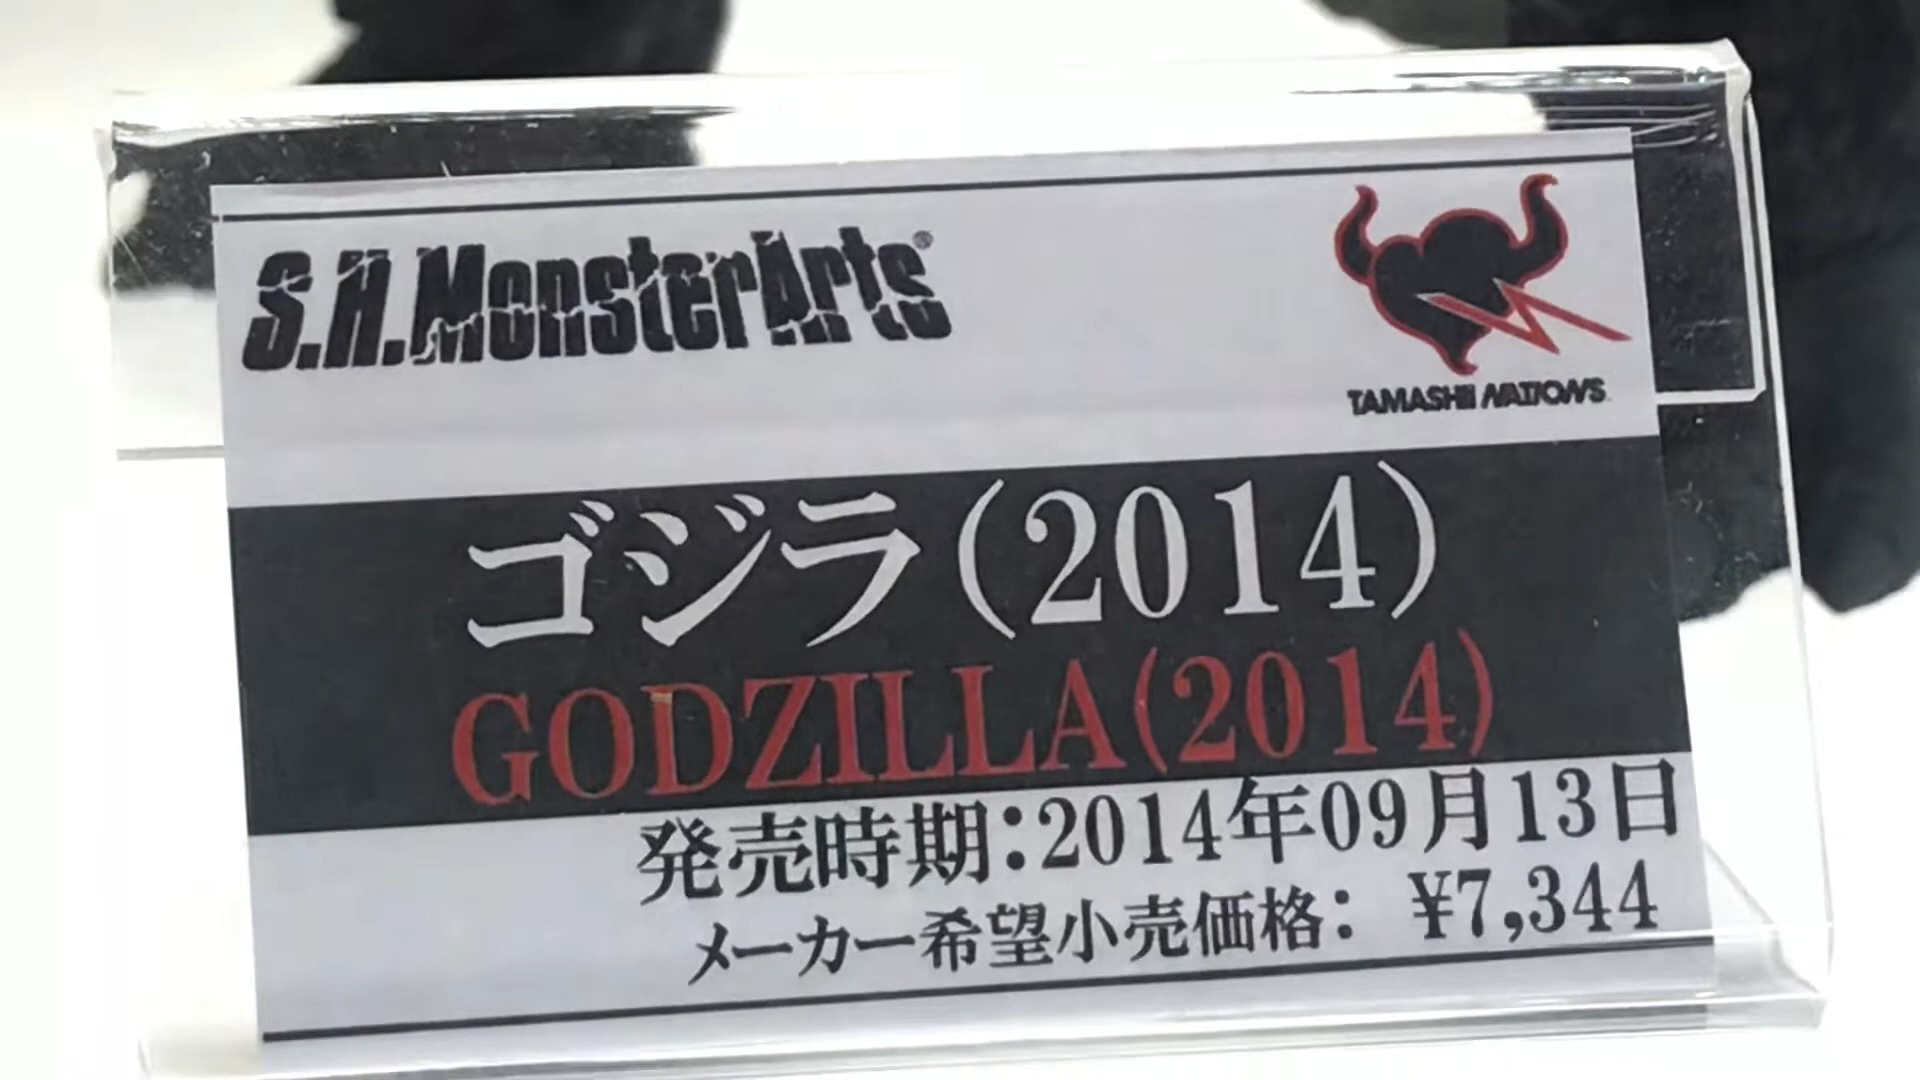 S.H.MonsterArts®
TAMASHII NATIONS
ゴジラ(2014)
GODZILLA(2014)
発売時期:2014年09月13日
メーカー希望小売価格: ¥7,344